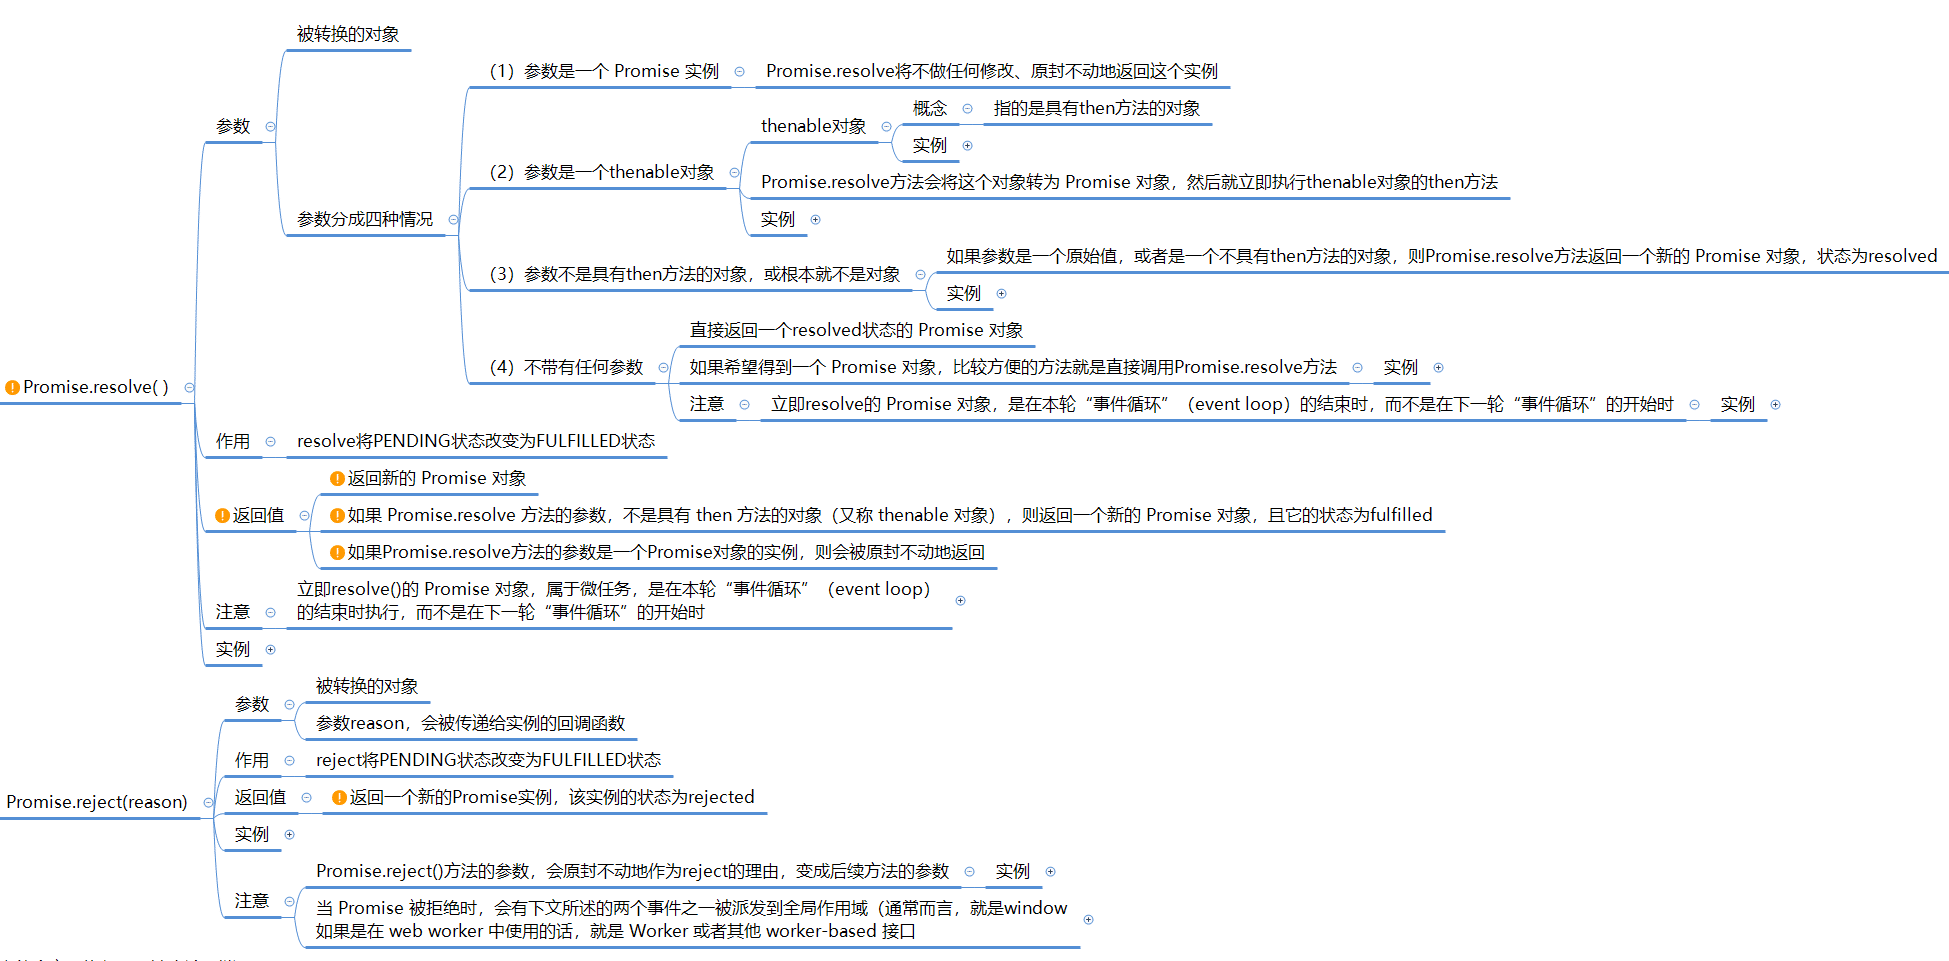 被转换的对象
（1）参数是一个 Promise 实例
Promise.resolve将不做任何修改、原封不动地返回这个实例
概念
指的是具有then方法的对象
参数
thenable对象
实例
（2）参数是一个thenable对象
Promise.resolve方法会将这个对象转为 Promise 对象，然后就立即执行thenable对象的then方法
参数分成四种情况
实例
如果参数是一个原始值，或者是一个不具有then方法的对象，则Promise.resolve方法返回一个新的 Promise 对象，状态为resolved
（3）参数不是具有then方法的对象，或根本就不是对象
实例
直接返回一个resolved状态的 Promise 对象
（4）不带有任何参数
如果希望得到一个 Promise 对象，比较方便的方法就是直接调用Promise.resolve方法
实例
Promise.resolve( )
注意
立即resolve的 Promise 对象，是在本轮“事件循环”（event loop）的结束时，而不是在下一轮“事件循环”的开始时
实例
作用
resolve将PENDING状态改变为FULFILLED状态
返回新的 Promise 对象
返回值
如果 Promise.resolve 方法的参数，不是具有 then 方法的对象（又称 thenable 对象），则返回一个新的 Promise 对象，且它的状态为fulfilled
如果Promise.resolve方法的参数是一个Promise对象的实例，则会被原封不动地返回
立即resolve()的 Promise 对象，属于微任务，是在本轮“事件循环”（event loop）
的结束时执行，而不是在下一轮“事件循环”的开始时
注意
实例
被转换的对象
参数
参数reason，会被传递给实例的回调函数
作用
reject将PENDING状态改变为FULFILLED状态
Promise.reject(reason)
返回值
返回一个新的Promise实例，该实例的状态为rejected
实例
Promise.reject()方法的参数，会原封不动地作为reject的理由，变成后续方法的参数
实例
注意
当 Promise 被拒绝时，会有下文所述的两个事件之一被派发到全局作用域（通常而言，就是window
如果是在 web worker 中使用的话，就是 Worker 或者其他 worker-based 接口